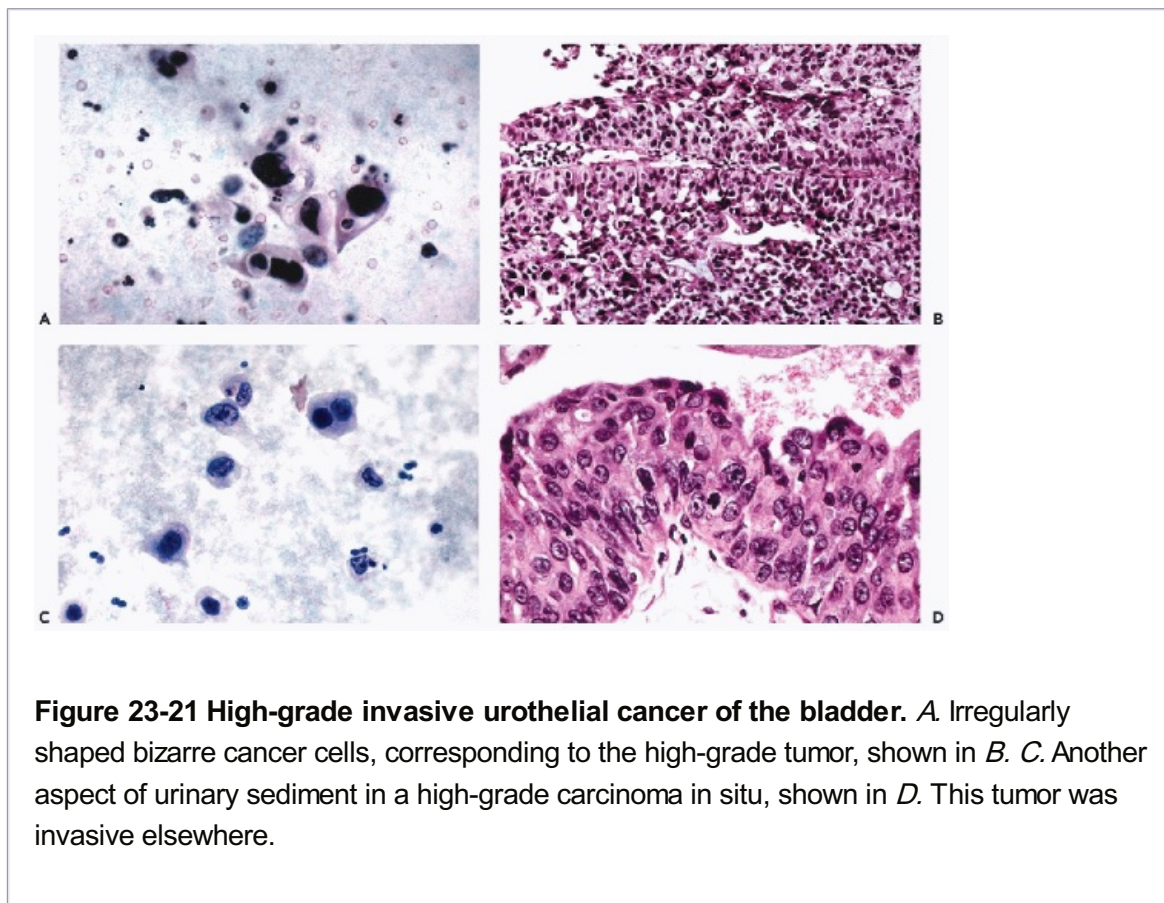 A
B
C
D
Figure 23-21 High-grade invasive urothelial cancer of the bladder. A. Irregularly
shaped bizarre cancer cells, corresponding to the high-grade tumor, shown in B. C. Another
aspect of urinary sediment in a high-grade carcinoma in situ, shown in D. This tumor was
invasive elsewhere.